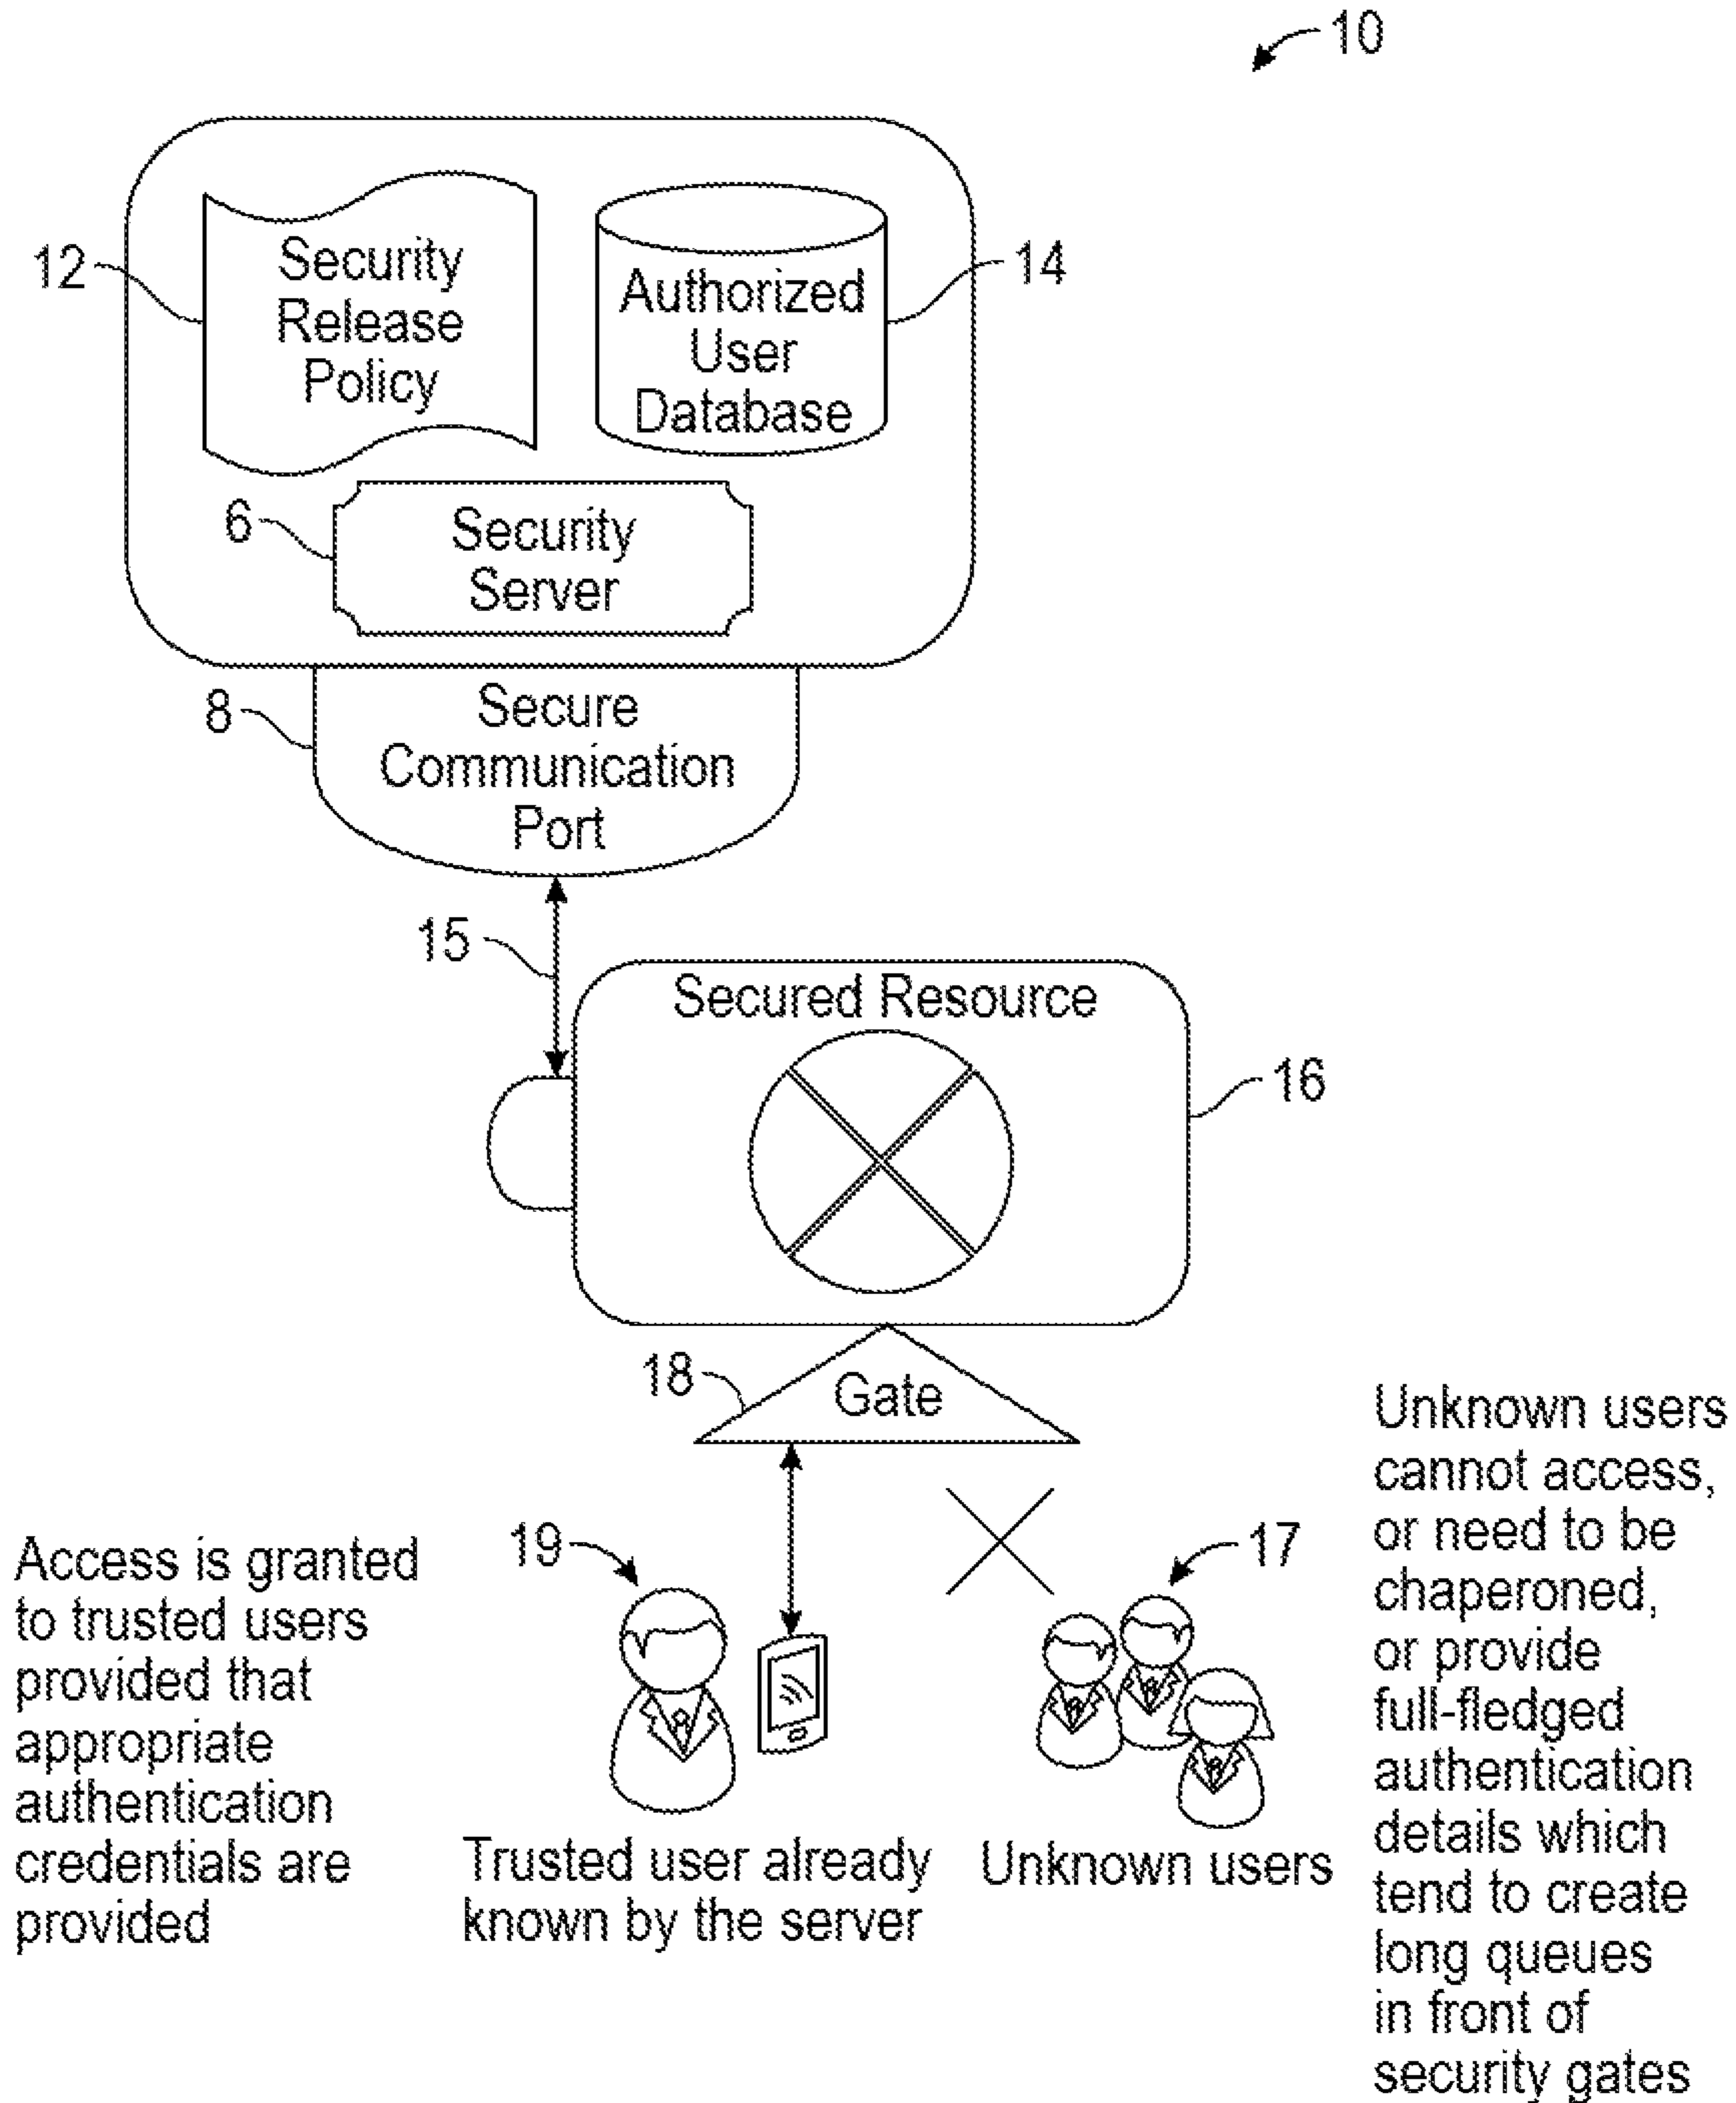 10
12
Security
Release
Policy
Authorized
User
Database
14
6
Security
Server
8
Secure
Communication
Port
15
Secured Resource
16
18
Gate
19
17
Access is granted
to trusted users
provided that
appropriate
authentication
credentials are
provided
Trusted user already
known by the server
Unknown users
Unknown users
cannot access,
or need to be
chaperoned,
or provide
full-fledged
authentication
details which
tend to create
long queues
in front of
security gates